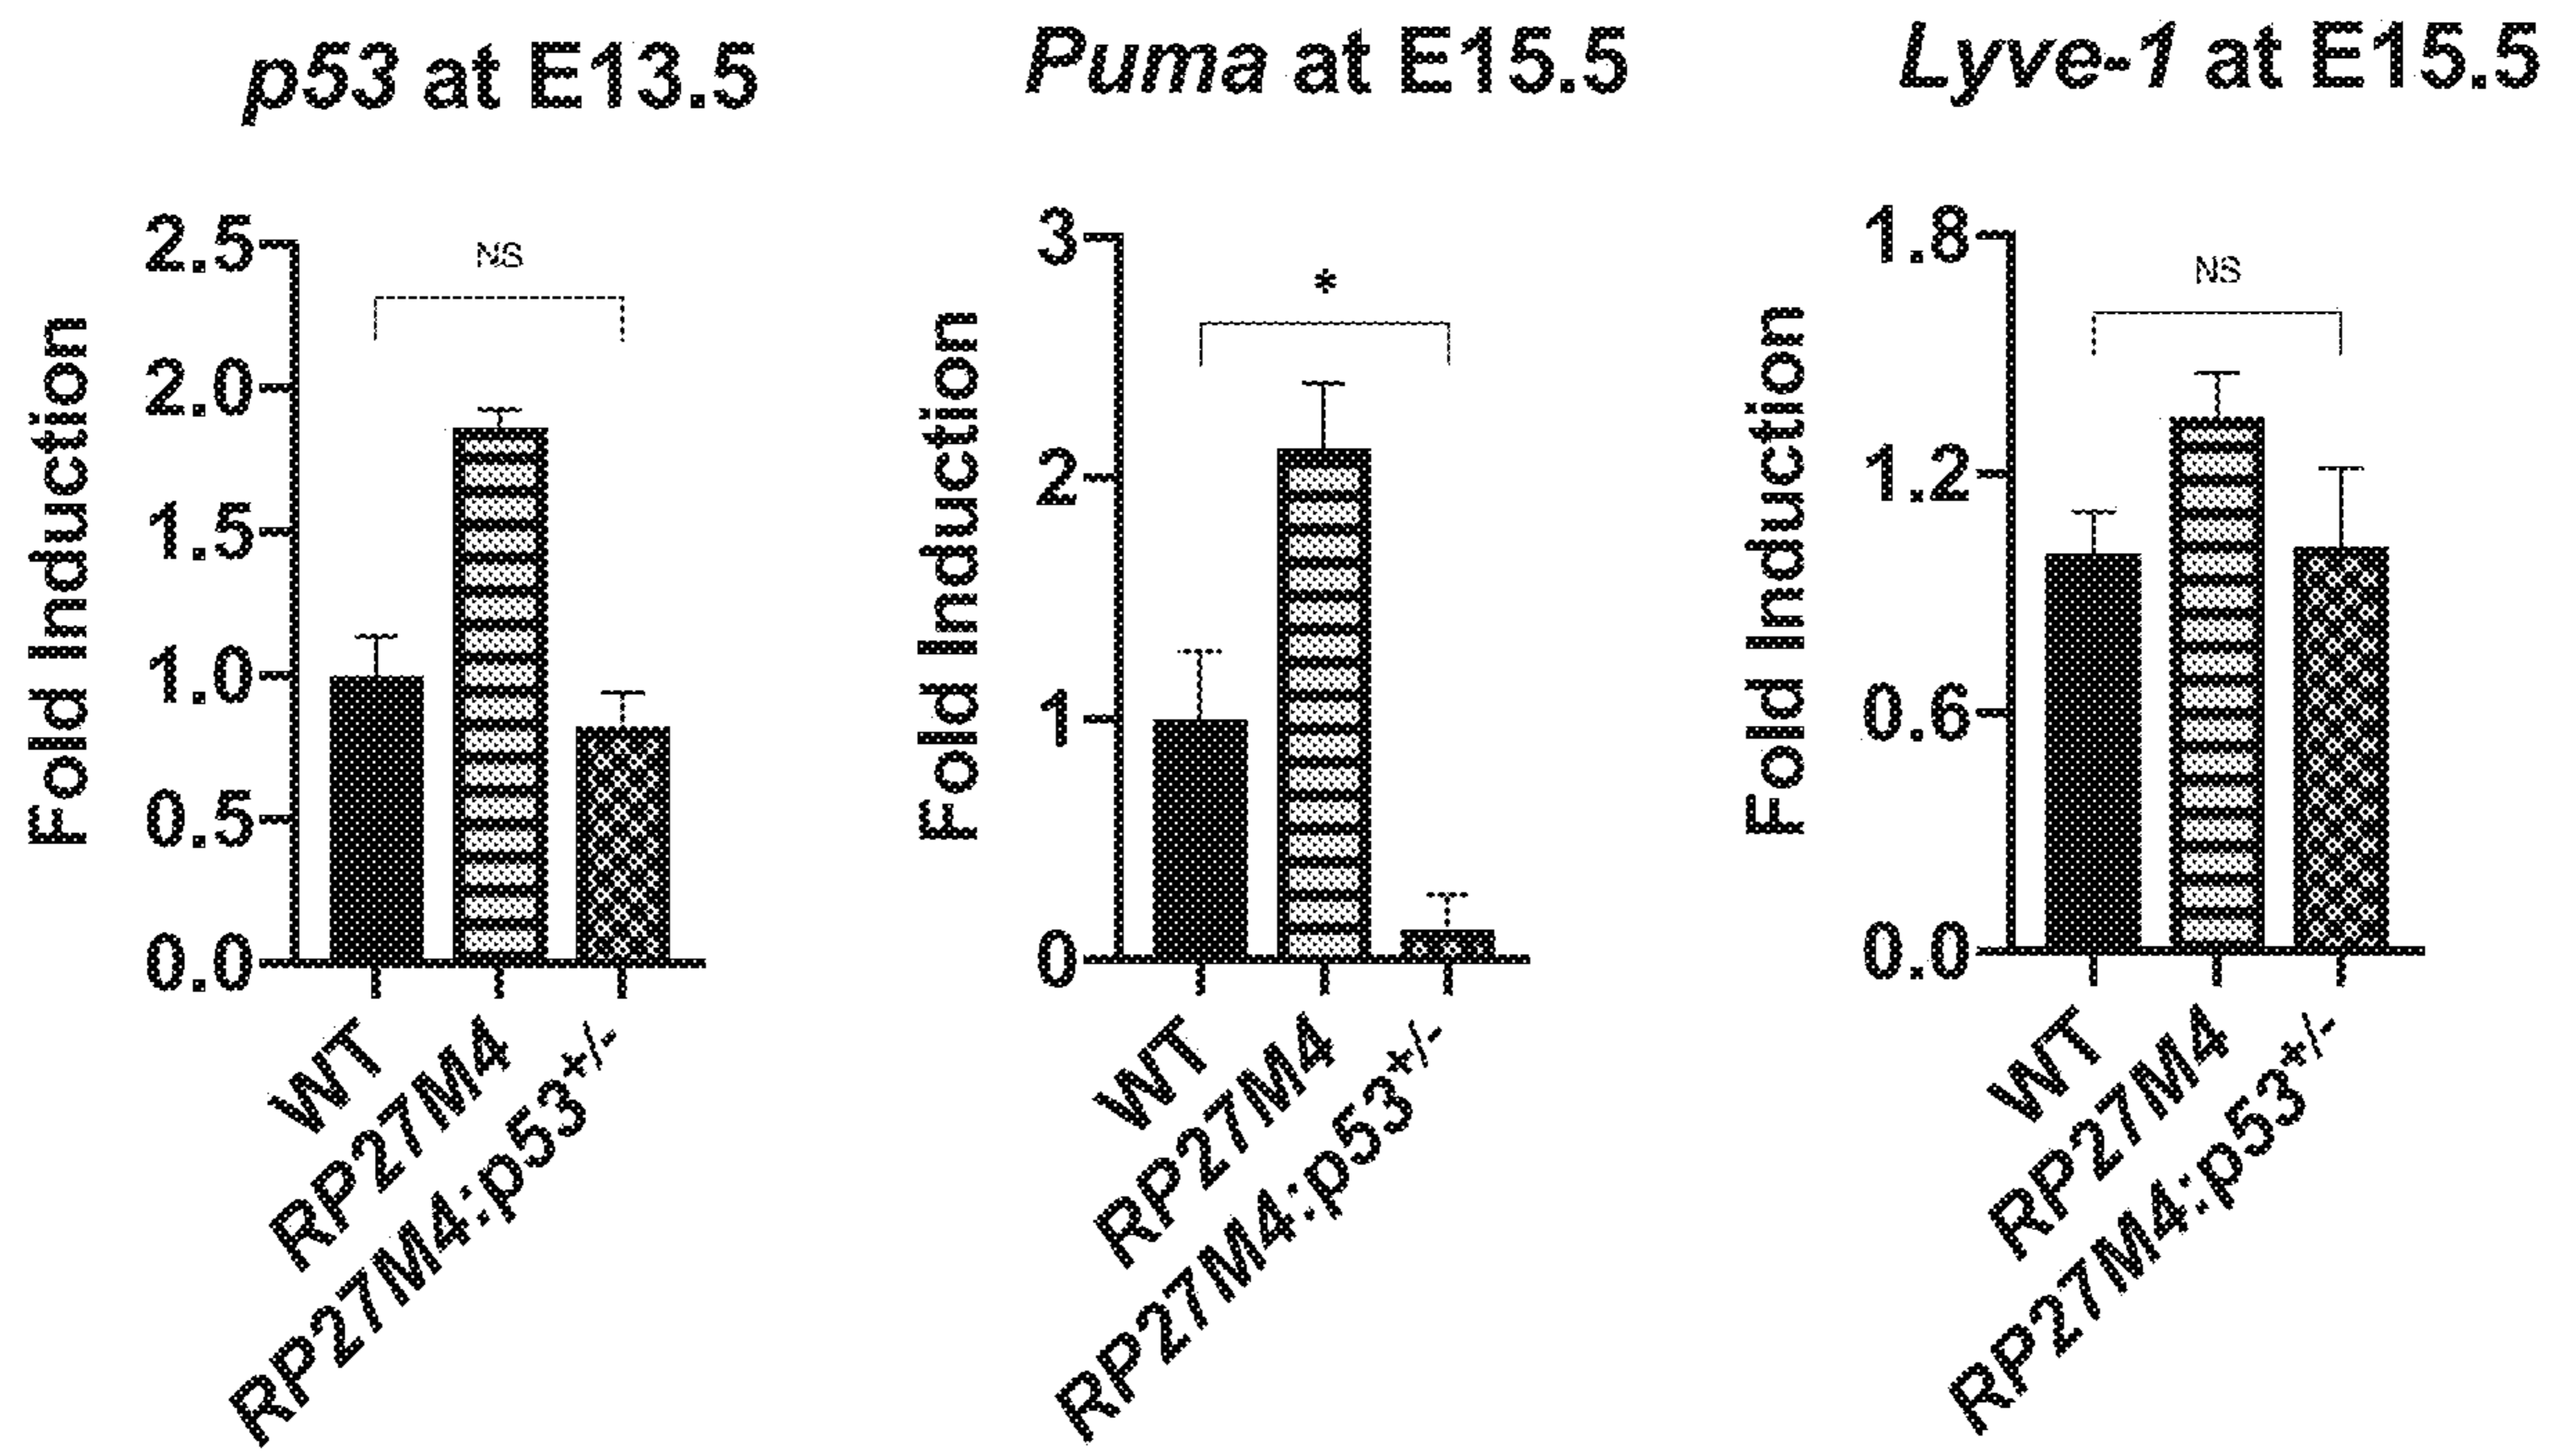 p53 at E13.5
Fold Induction
2.5
2.0
1.5
1.0
0.5
0.0
NS
WT
RP27M4
RP27M4:p53+/-
Puma at E15.5
Fold Induction
3
2
1
0
*
WT
RP27M4
RP27M4:p53+/-
Lyve-1 at E15.5
Fold Induction
1.8
1.2
0.6
0.0
NS
WT
RP27M4
RP27M4:p53+/-